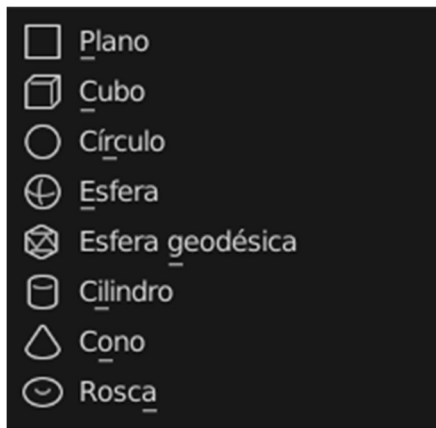 Plano
Cubo
Círculo
Esfera
Esfera geodésica
Cilindro
Cono
Rosca